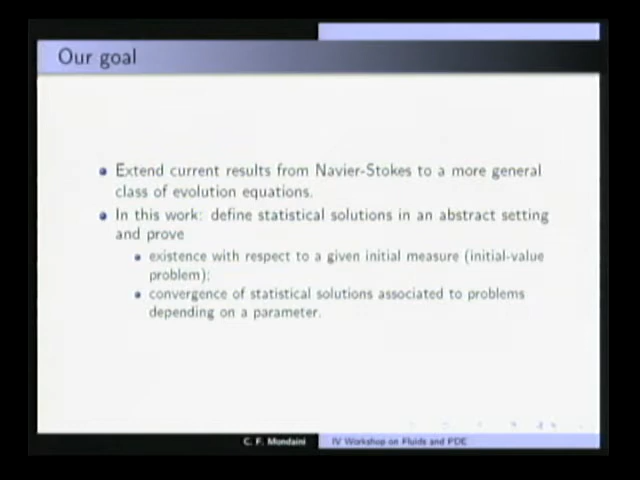 Our goal
Extend current results from Navier-Stokes to a more general
class of evolution equations.
In this work: define statistical solutions in an abstract setting
and prove
existence with respect to a given initial measure (initial-value
problem);
convergence of statistical solutions associated to problems
depending on a parameter.
C. F. Mondaini
IV Workshop on Fluids and PDE